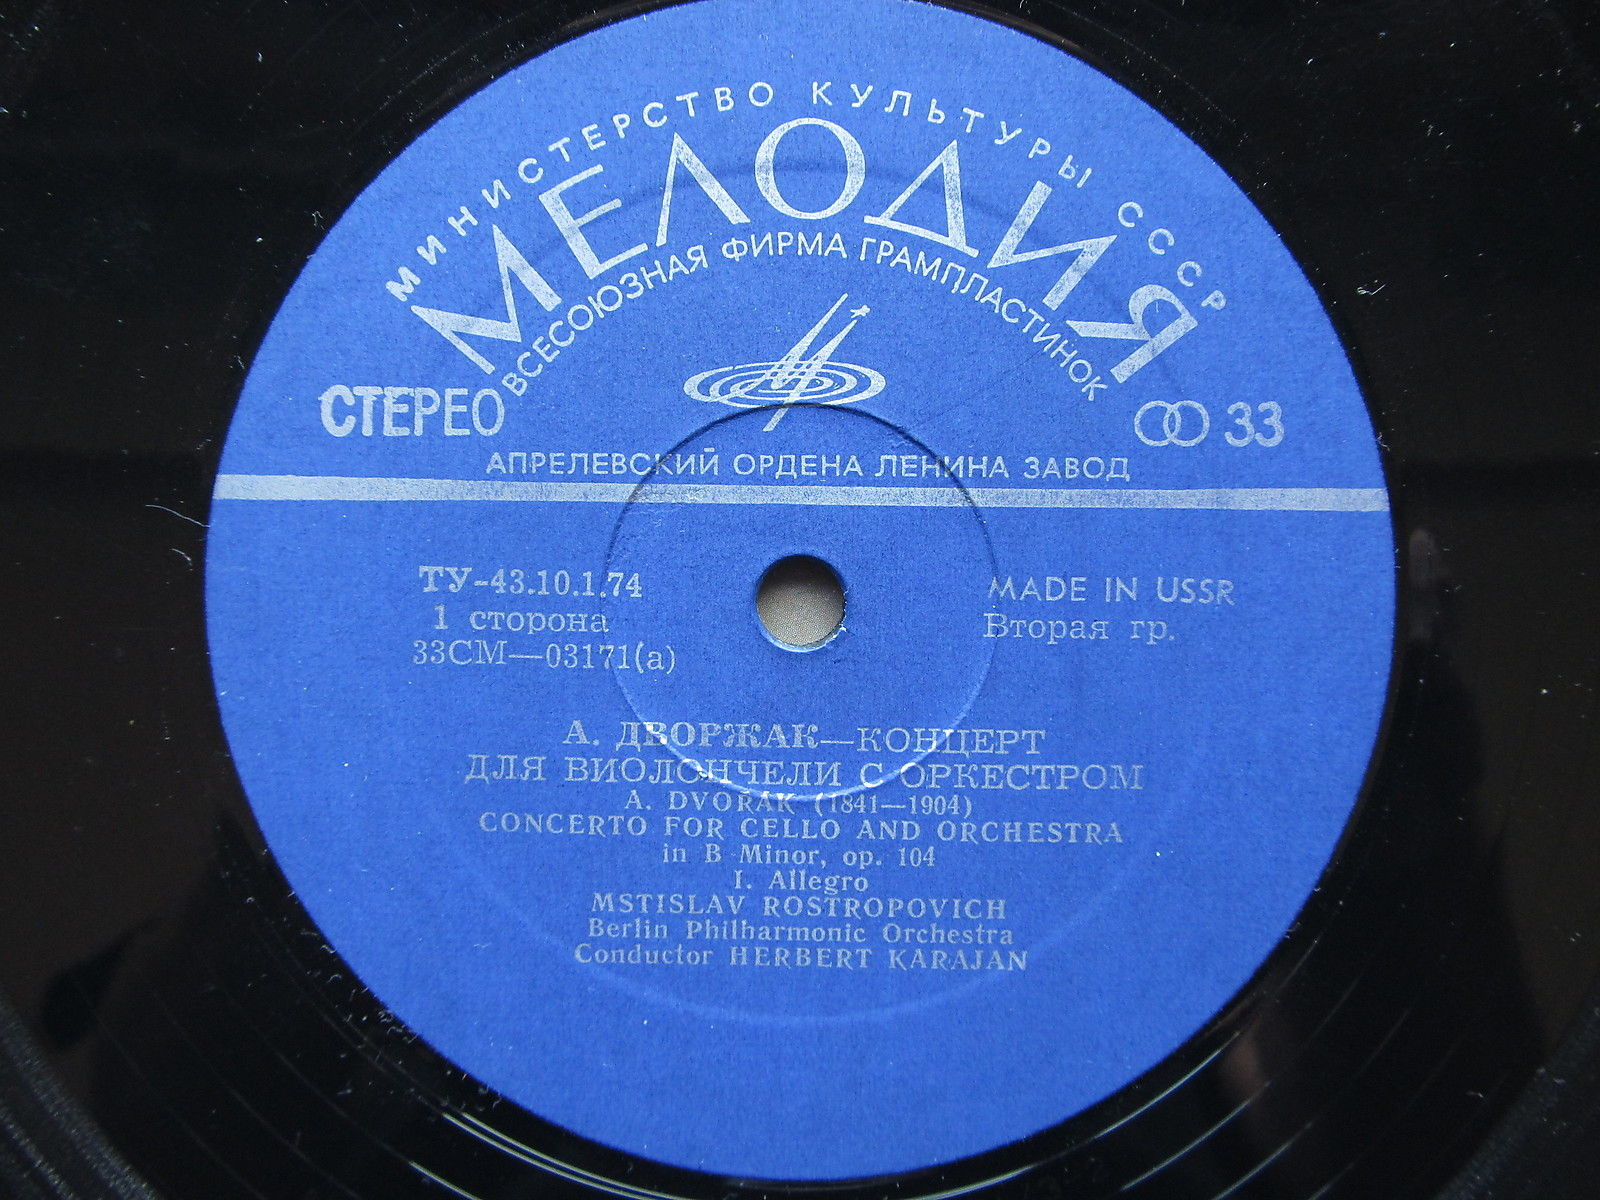 МИНИСТЕРСТВО КУЛЬТУРЫ СССР
МЕЛОДИЯ
ВСЕСОЮЗНАЯ ФИРМА ГРАМПЛАСТИНОК
СТЕРЕО
33
АПРЕЛЕВСКИЙ ОРДЕНА ЛЕНИНА ЗАВОД
ТУ-43.10.1.74
1 сторона
33СМ—03171(а)
MADE IN USSR
Вторая гр.
А. ДВОРЖАК—КОНЦЕРТ
ДЛЯ ВИОЛОНЧЕЛИ С ОРКЕСТРОМ
A. DVOŘAK (1841—1904)
CONCERTO FOR CELLO AND ORCHESTRA
in B Minor, op. 104
I. Allegro
MSTISLAV ROSTROPOVICH
Berlin Philharmonic Orchestra
Conductor HERBERT KARAJAN